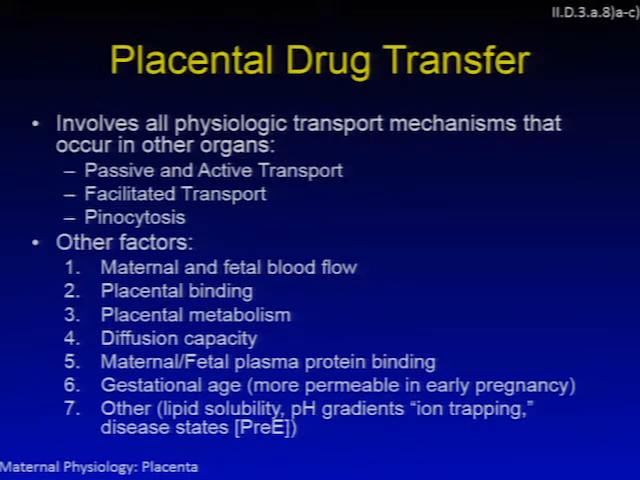 II.D.3.a.8)a-c)
Placental Drug Transfer
• Involves all physiologic transport mechanisms that
occur in other organs:
– Passive and Active Transport
– Facilitated Transport
– Pinocytosis
• Other factors:
1. Maternal and fetal blood flow
2. Placental binding
3. Placental metabolism
4. Diffusion capacity
5. Maternal/Fetal plasma protein binding
6. Gestational age (more permeable in early pregnancy)
7. Other (lipid solubility, pH gradients “ion trapping,”
disease states [PreE])
Maternal Physiology: Placenta